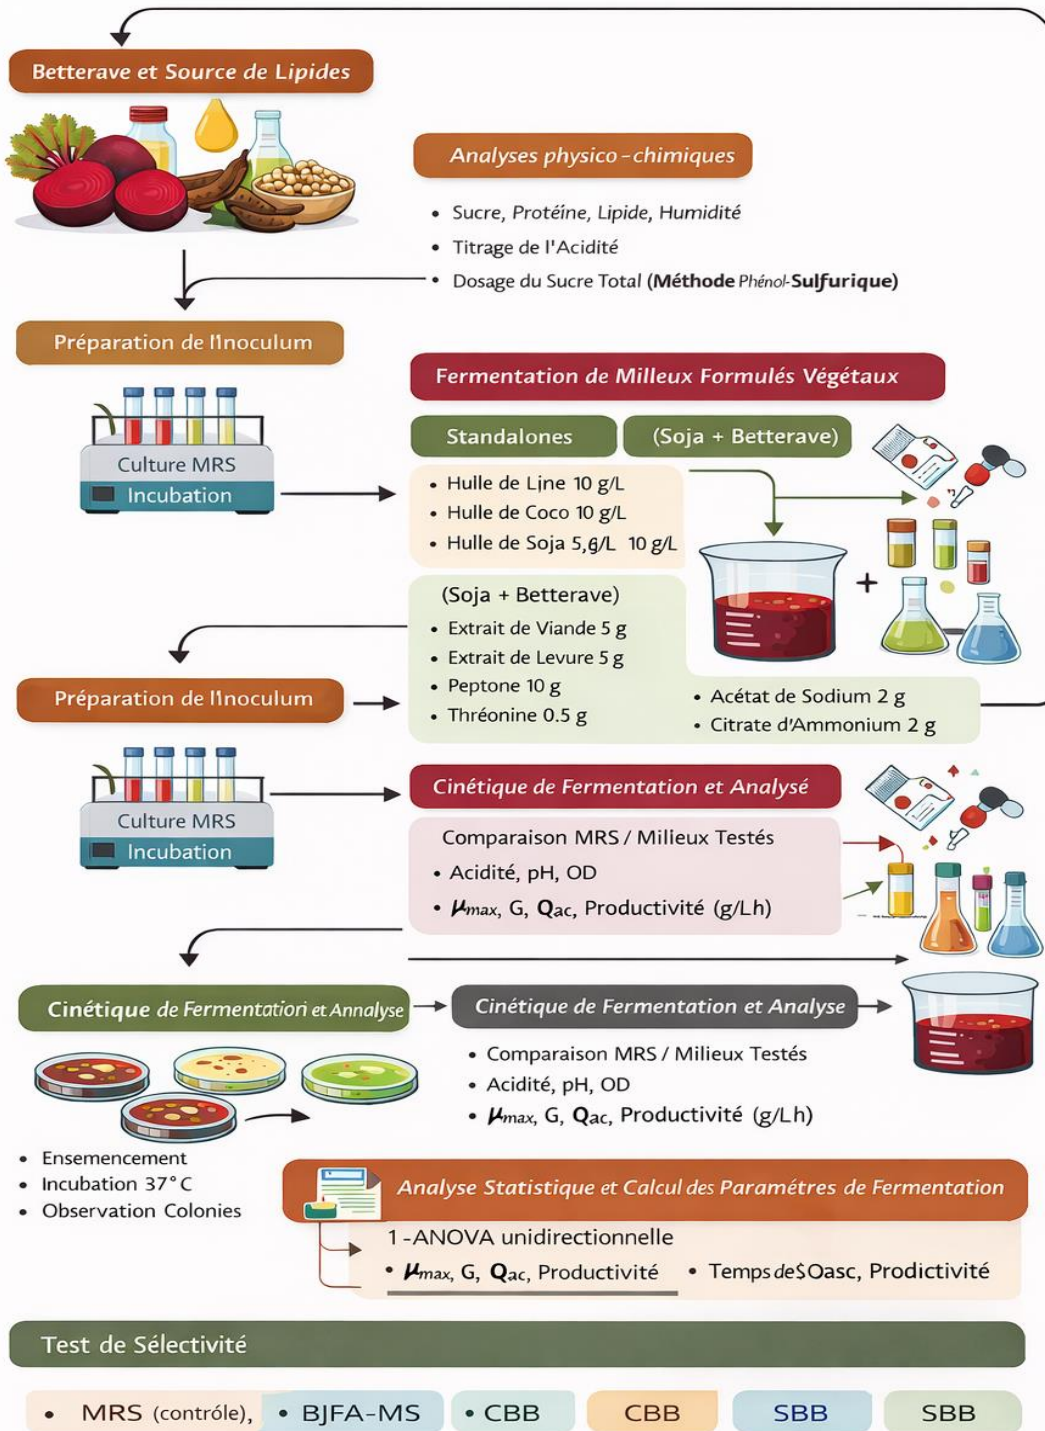 Betterave et Source de Lipides
Analyses physico-chimiques
• Sucre, Protéine, Lipide, Humidité
• Titrage de l'Acidité
• Dosage du Sucre Total (Méthode Phénol-Sulfurique)
Préparation de l'Inoculum
Culture MRS
Incubation
Fermentation de Milleux Formulés Végétaux
Standalones
(Soja + Betterave)
• Hulle de Line 10 g/L
• Hulle de Coco 10 g/L
• Hulle de Soja 5,g/L 10 g/L
(Soja + Betterave)
• Extrait de Viande 5 g
• Extrait de Levure 5 g
• Peptone 10 g
• Thréonine 0.5 g
• Acétat de Sodium 2 g
• Citrate d'Ammonium 2 g
+
Préparation de l'Inoculum
Culture MRS
Incubation
Cinétique de Fermentation et Analysé
Comparaison MRS / Milieux Testés
• Acidité, pH, OD
• μmax, G, Qac, Productivité (g/Lh)
Cinétique de Fermentation et Annalyse
• Ensemencement
• Incubation 37°C
• Observation Colonies
Cinétique de Fermentation et Analyse
• Comparaison MRS / Milieux Testés
• Acidité, pH, OD
• μmax, G, Qac, Productivité (g/Lh)
Analyse Statistique et Calcul des Paramétres de Fermentation
1-ANOVA unidirectionnelle
• μmax, G, Qac, Productivité
• Temps de$Oasc, Prodictivité
Test de Sélectivité
• MRS (contróle),
• BJFA-MS
• CBB
CBB
SBB
SBB